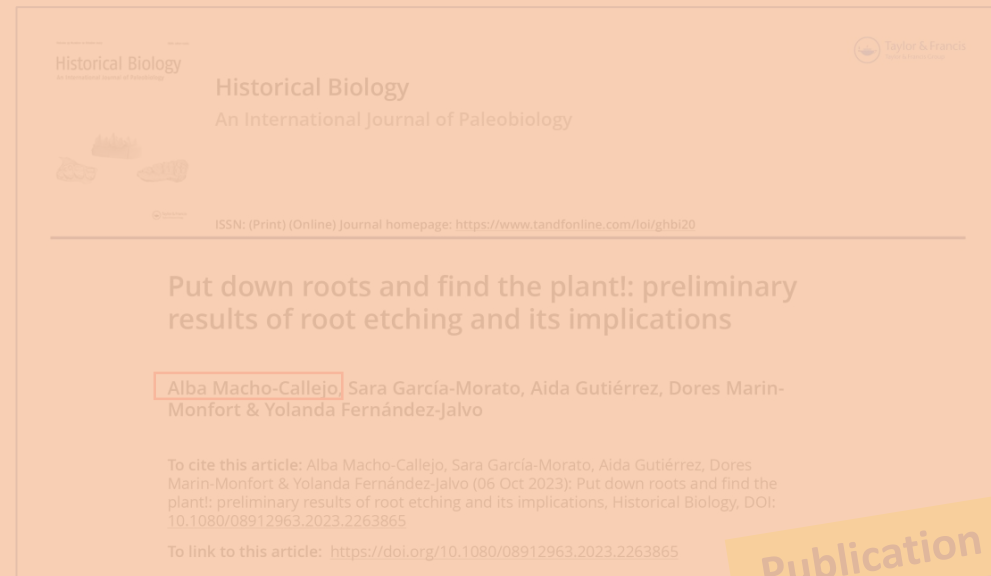 Historical Biology
An International Journal of Paleobiology
Taylor & Francis
Historical Biology
An International Journal of Paleobiology
ISSN: (Print) (Online) Journal homepage: https://www.tandfonline.com/loi/ghbi20
Put down roots and find the plant!: preliminary
results of root etching and its implications
Alba Macho-Callejo, Sara García-Morato, Aida Gutiérrez, Dores Marin-
Monfort & Yolanda Fernández-Jalvo
To cite this article: Alba Macho-Callejo, Sara García-Morato, Aida Gutiérrez, Dores
Marin-Monfort & Yolanda Fernández-Jalvo (06 Oct 2023): Put down roots and find the
plant!: preliminary results of root etching and its implications, Historical Biology, DOI:
10.1080/08912963.2023.2263865
To link to this article: https://doi.org/10.1080/08912963.2023.2263865
Publication